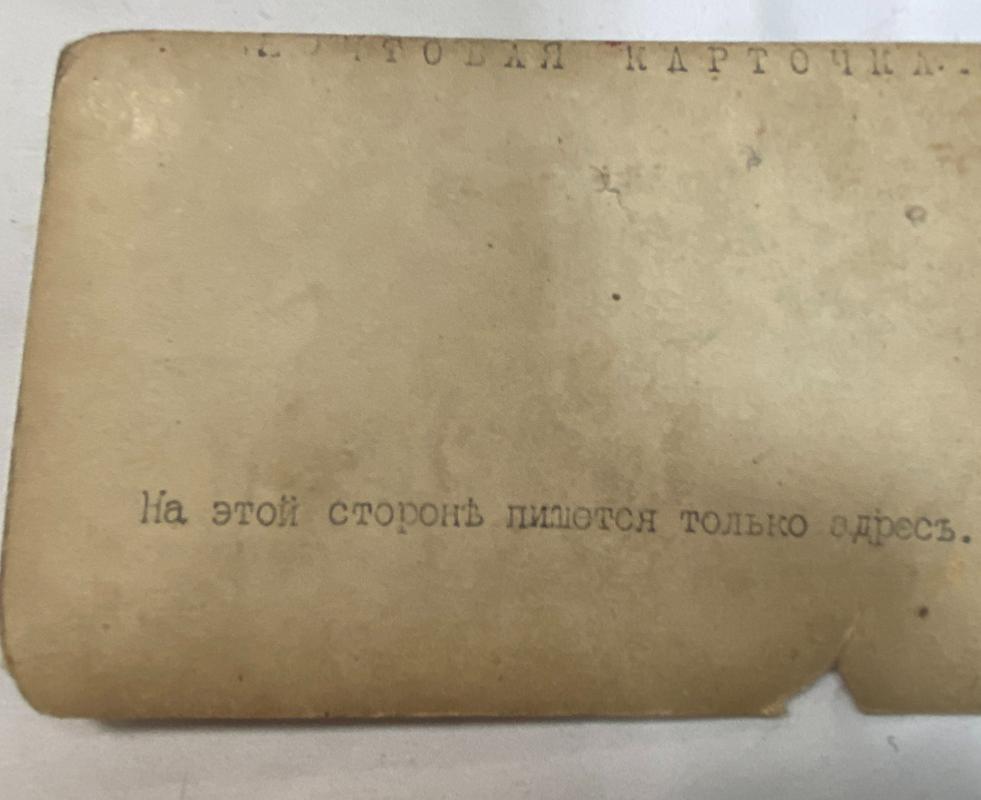 ПОЧТОВАЯ КАРТОЧКА.
На этой сторонѣ пишется только адресъ.